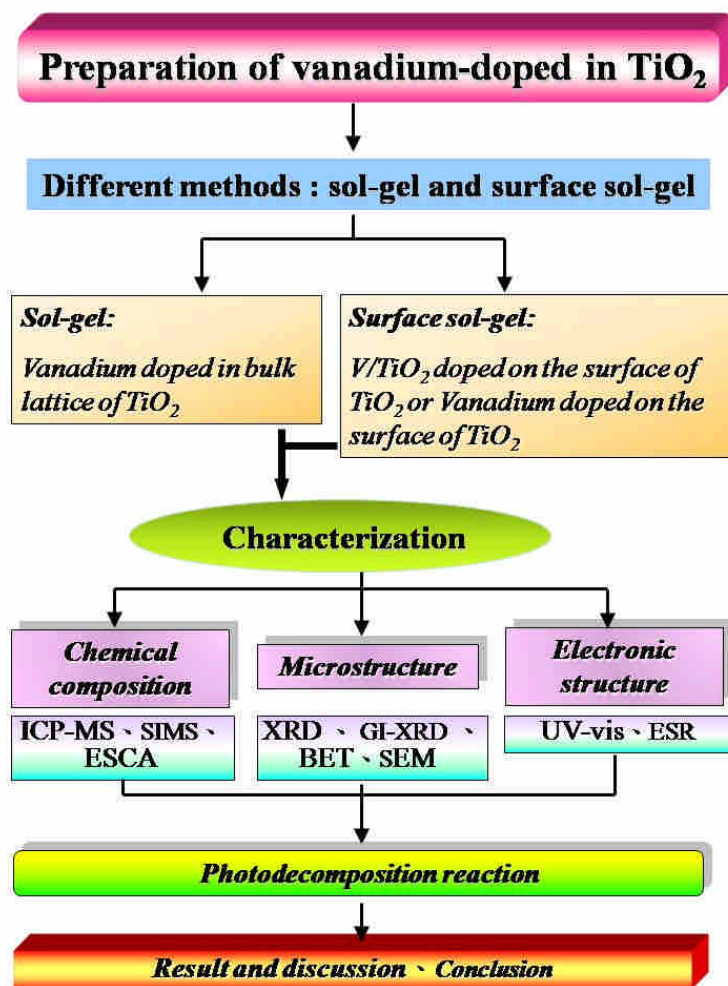 Preparation of vanadium-doped in TiO₂
Different methods : sol-gel and surface sol-gel
Sol-gel:
Vanadium doped in bulk
lattice of TiO₂
Surface sol-gel:
V/TiO₂ doped on the surface of
TiO₂ or Vanadium doped on the
surface of TiO₂
Characterization
Chemical
composition
ICP-MS、SIMS、
ESCA
Microstructure
XRD、GI-XRD、
BET、SEM
Electronic
structure
UV-vis、ESR
Photodecomposition reaction
Result and discussion、Conclusion